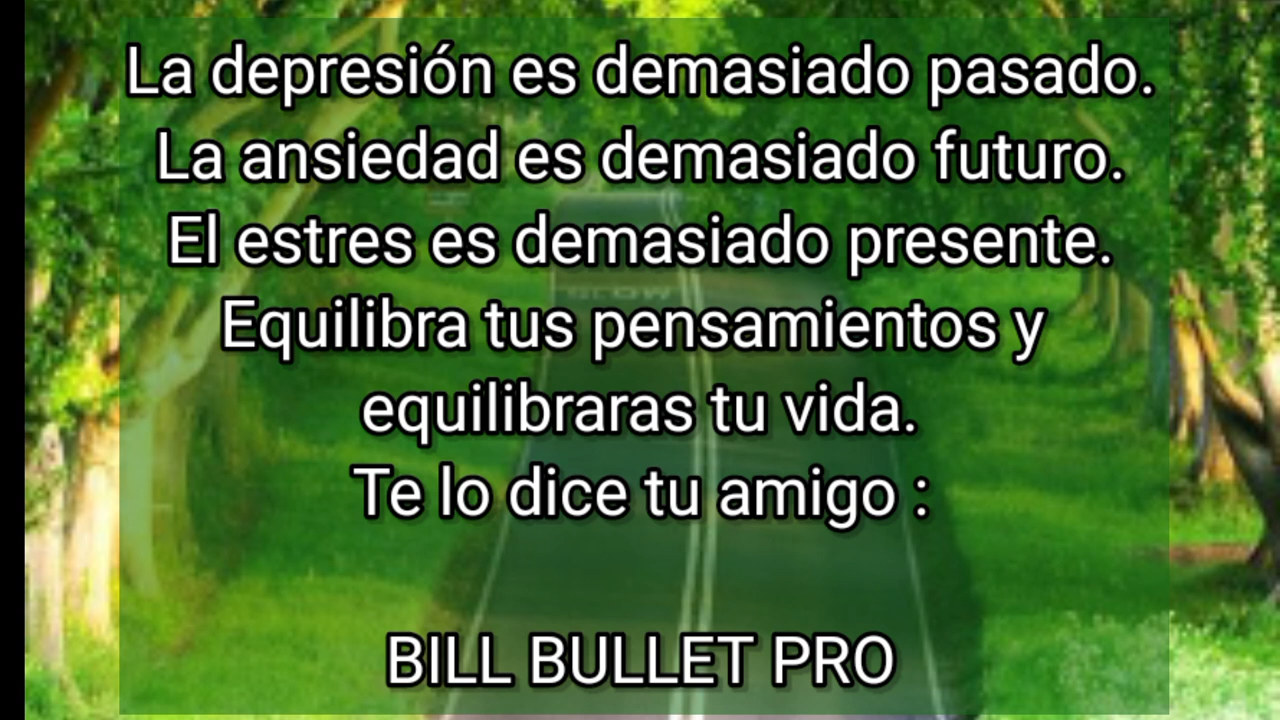 La depresión es demasiado pasado.
La ansiedad es demasiado futuro.
El estres es demasiado presente.
Equilibra tus pensamientos y
equilibraras tu vida.
Te lo dice tu amigo :
BILL BULLET PRO